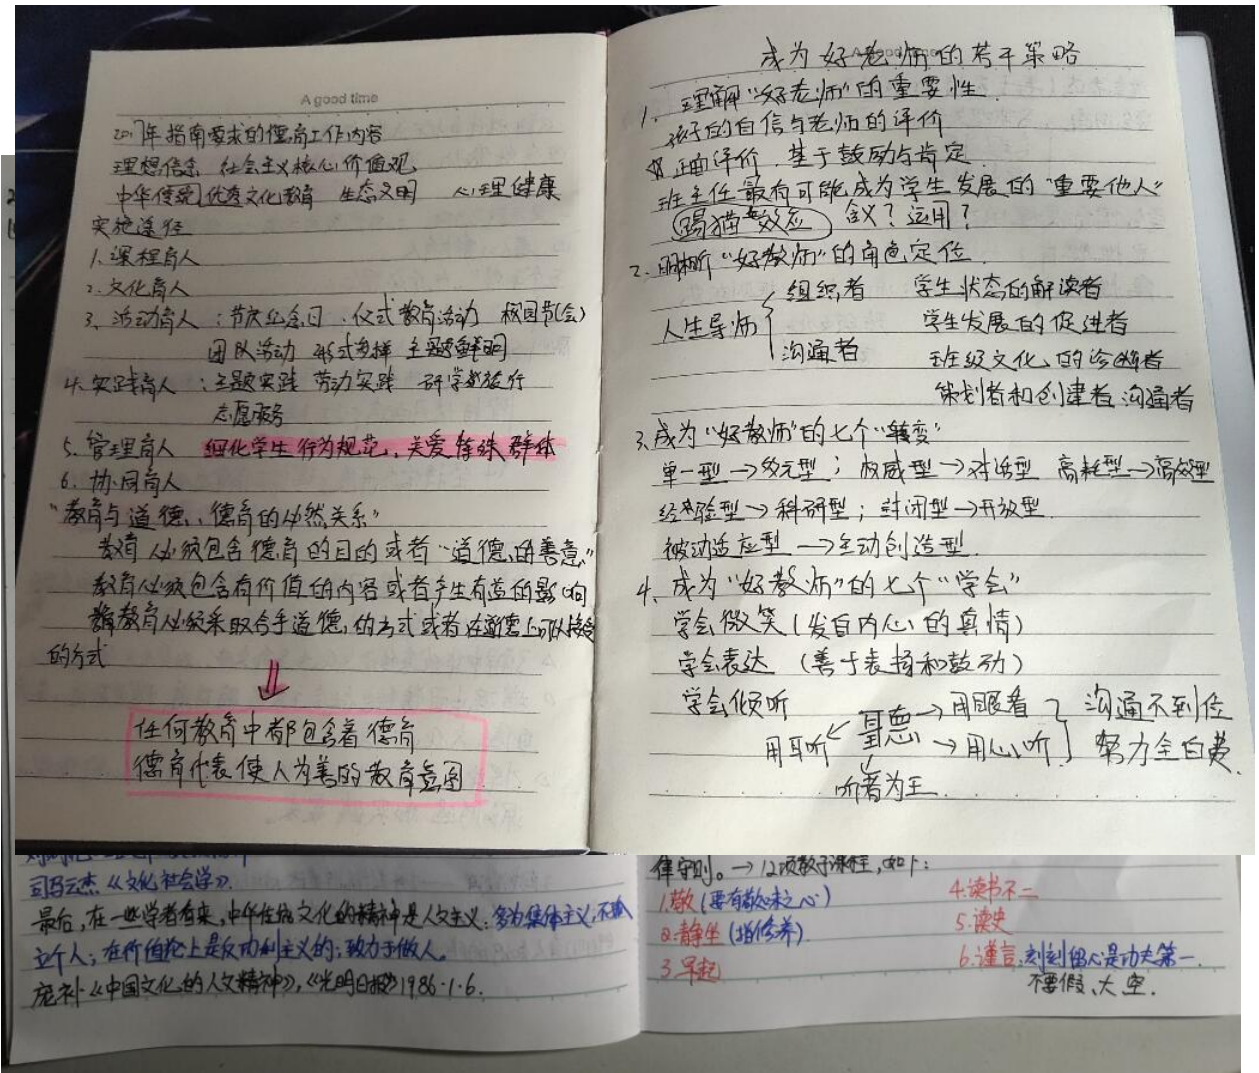 A good time
2017年指南要求的德育工作内容
理想信念 社会主义核心价值观
中华传统优秀文化教育 生态文明 心理健康
实施途径
1、课程育人
2、文化育人
3、活动育人：节庆纪念日、仪式教育活动 校园节(会)
团队活动 形式多样 主题鲜明
4、实践育人：主题实践 劳动实践 研学旅行
志愿服务
5、管理育人 细化学生行为规范，关爱特殊群体
6、协同育人
“教育与道德、德育的必然关系”
教育必须包含德育的目的或者“道德的善意”
教育必须包含有价值的内容或者产生有益的影响
教育必须采取合乎道德的方式或者在道德上可以接受
的方式
任何教育中都包含着德育
德育代表使人为善的教育意图
成为好老师的若干策略
1、理解“好老师”的重要性
孩子的自信与老师的评价
正面评价、基于鼓励与肯定
班主任最有可能成为学生发展的“重要他人”
踢猫效应 含义？运用？
2、明晰“好教师”的角色定位
组织者 学生状态的解读者
人生导师 学生发展的促进者
沟通者 班级文化的诊断者
策划者和创建者 沟通者
3、成为“好教师”的七个“转变”
单一型→多元型；权威型→对话型 高耗型→高效型
经验型→科研型；封闭型→开放型
被动适应型→主动创造型
4、成为“好教师”的七个“学会”
学会微笑(发自内心的真情)
学会表达(善于表扬和鼓动)
学会倾听 → 用眼看 沟通不到位
用耳听 ← → 用心听 努力全白费.
听者为王
司马云杰《文化社会学》.
最后，在一些学者看来，中华传统文化的精神是人文主义；多为集体主义，不
立个人；在价值论上是反功利主义的；致力于做人。
庞朴·《中国文化的人文精神》，《光明日报》1986·1·6.
律守则。→12项教子课程，如下：
1.敬(要有敬畏之心)
2.静坐(指修养)
3.早起
4.读书不二
5.读史
6.谨言：刻刻留心是功夫第一.
不要假、大、空.